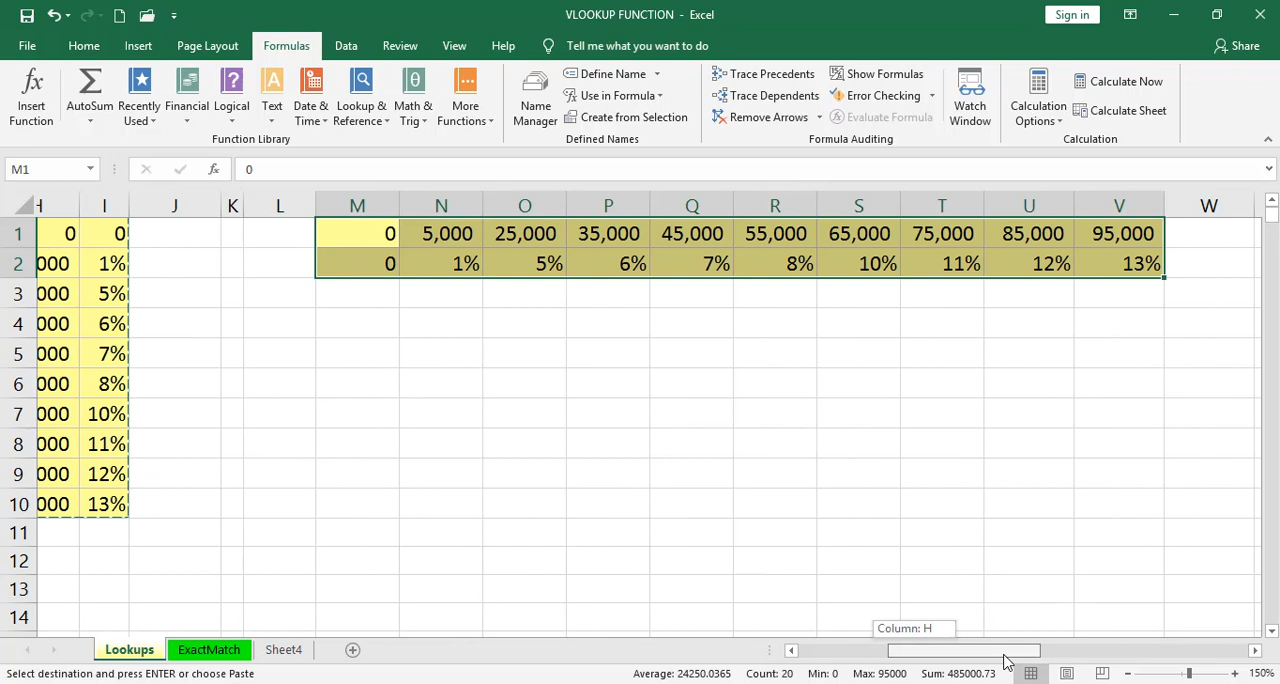 VLOOKUP FUNCTION - Excel
Sign in
File Home Insert Page Layout Formulas Data Review View Help Tell me what you want to do Share
Insert Function
AutoSum
Recently Used
Financial
Logical
Text
Date & Time
Lookup & Reference
Math & Trig
More Functions
Function Library
Name Manager
Define Name
Use in Formula
Create from Selection
Defined Names
Trace Precedents
Trace Dependents
Remove Arrows
Show Formulas
Error Checking
Evaluate Formula
Formula Auditing
Watch Window
Calculation Options
Calculate Now
Calculate Sheet
Calculation
M1 fx 0
H I J K L M N O P Q R S T U V W
1 0 0 0 5,000 25,000 35,000 45,000 55,000 65,000 75,000 85,000 95,000
2 000 1% 0 1% 5% 6% 7% 8% 10% 11% 12% 13%
3 000 5%
4 000 6%
5 000 7%
6 000 8%
7 000 10%
8 000 11%
9 000 12%
10 000 13%
11
12
13
14
Column: H
Lookups ExactMatch Sheet4
Select destination and press ENTER or choose Paste Average: 24250.0365 Count: 20 Min: 0 Max: 95000 Sum: 485000.73 150%